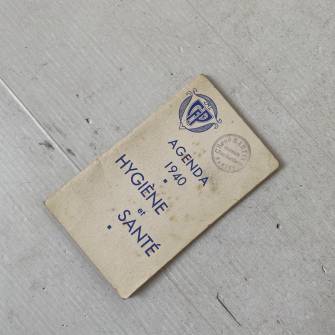 AGENDA
1940
HYGIÈNE
et
SANTÉ